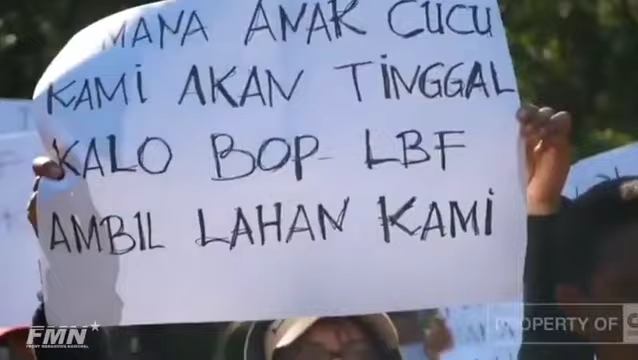 MANA ANAK CUCU
KAMI AKAN TINGGAL
KALO BOP- LBF
AMBIL LAHAN KAMI
FMN
PROPERTY OF